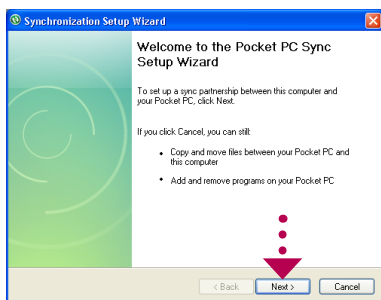 Synchronization Setup Wizard
Welcome to the Pocket PC Sync
Setup Wizard
To set up a sync partnership between this computer and
your Pocket PC, click Next.
If you click Cancel, you can still:
• Copy and move files between your Pocket PC and
this computer
• Add and remove programs on your Pocket PC
< Back Next > Cancel